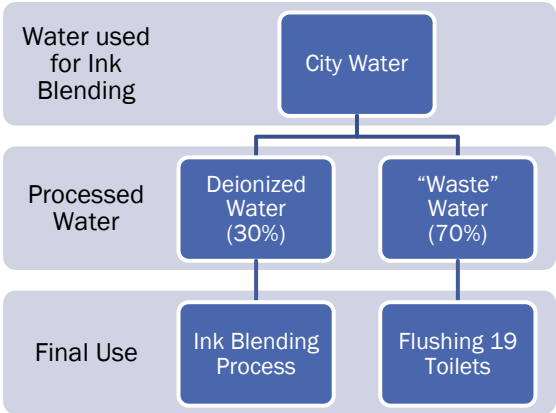 Water used
for Ink
Blending
City Water
Processed
Water
Deionized
Water
(30%)
“Waste”
Water
(70%)
Final Use
Ink Blending
Process
Flushing 19
Toilets